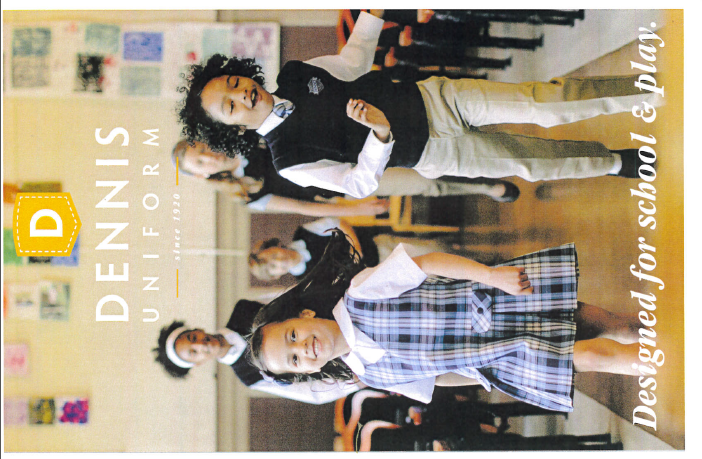 D
DENNIS
UNIFORM
since 1920
Designed for school & play.